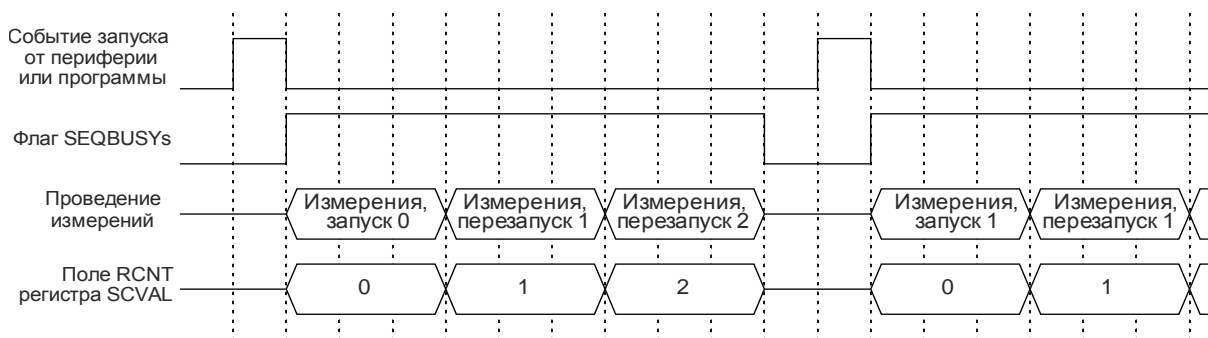 Событие запуска
от периферии
или программы
Флаг SEQBUSYs
Проведение
измерений
Измерения,
запуск 0
Измерения,
перезапуск 1
Измерения,
перезапуск 2
Измерения,
запуск 1
Измерения,
перезапуск 1
Поле RCNT
регистра SCVAL
0
1
2
0
1